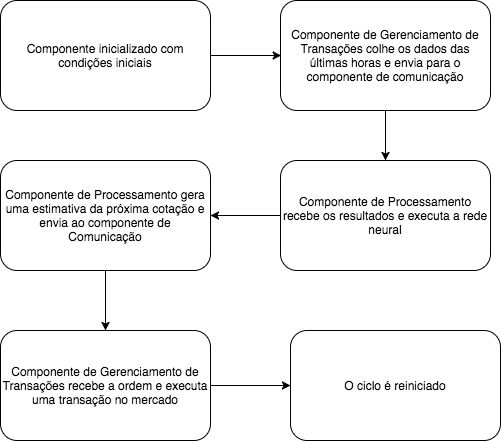 Componente inicializado com
condições iniciais
Componente de Gerenciamento de
Transações colhe os dados das
últimas horas e envia para o
componente de comunicação
Componente de Processamento
recebe os resultados e executa a rede
neural
Componente de Processamento gera
uma estimativa da próxima cotação e
envia ao componente de
Comunicação
Componente de Gerenciamento de
Transações recebe a ordem e executa
uma transação no mercado
O ciclo é reiniciado